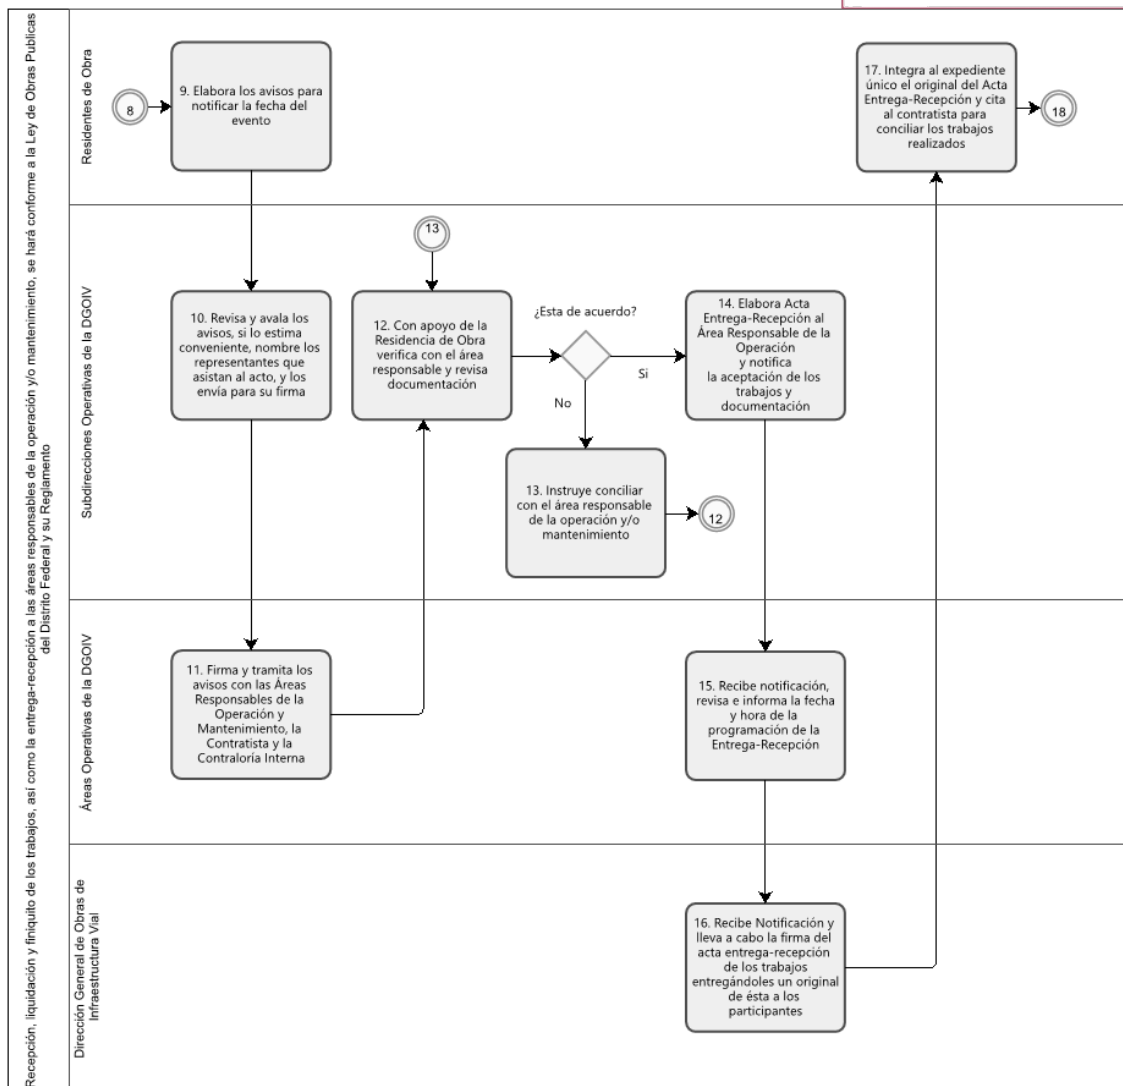 Recepción, liquidación y finiquito de los trabajos, así como la entrega-recepción a las áreas responsables de la operación y/o mantenimiento, se hará conforme a la Ley de Obras Publicas
del Distrito Federal y su Reglamento
Residentes de Obra
8
9. Elabora los avisos para
notificar la fecha del
evento
17. Integra al expediente
único el original del Acta
Entrega-Recepción y cita
al contratista para
conciliar los trabajos
realizados
18
Subdirecciones Operativas de la DGOIV
10. Revisa y avala los
avisos, si lo estima
conveniente, nombre los
representantes que
asistan al acto, y los
envía para su firma
13
12. Con apoyo de la
Residencia de Obra
verifica con el área
responsable y revisa
documentación
¿Esta de acuerdo?
Si
No
14. Elabora Acta
Entrega-Recepción al
Área Responsable de la
Operación
y notifica
la aceptación de los
trabajos y
documentación
13. Instruye conciliar
con el área responsable
de la operación y/o
mantenimiento
12
Áreas Operativas de la DGOIV
11. Firma y tramita los
avisos con las Áreas
Responsables de la
Operación y
Mantenimiento, la
Contratista y la
Contraloría Interna
15. Recibe notificación,
revisa e informa la fecha
y hora de la
programación de la
Entrega-Recepción
Dirección General de Obras de
Infraestructura Vial
16. Recibe Notificación y
lleva a cabo la firma del
acta entrega-recepción
de los trabajos
entregándoles un original
de ésta a los
participantes